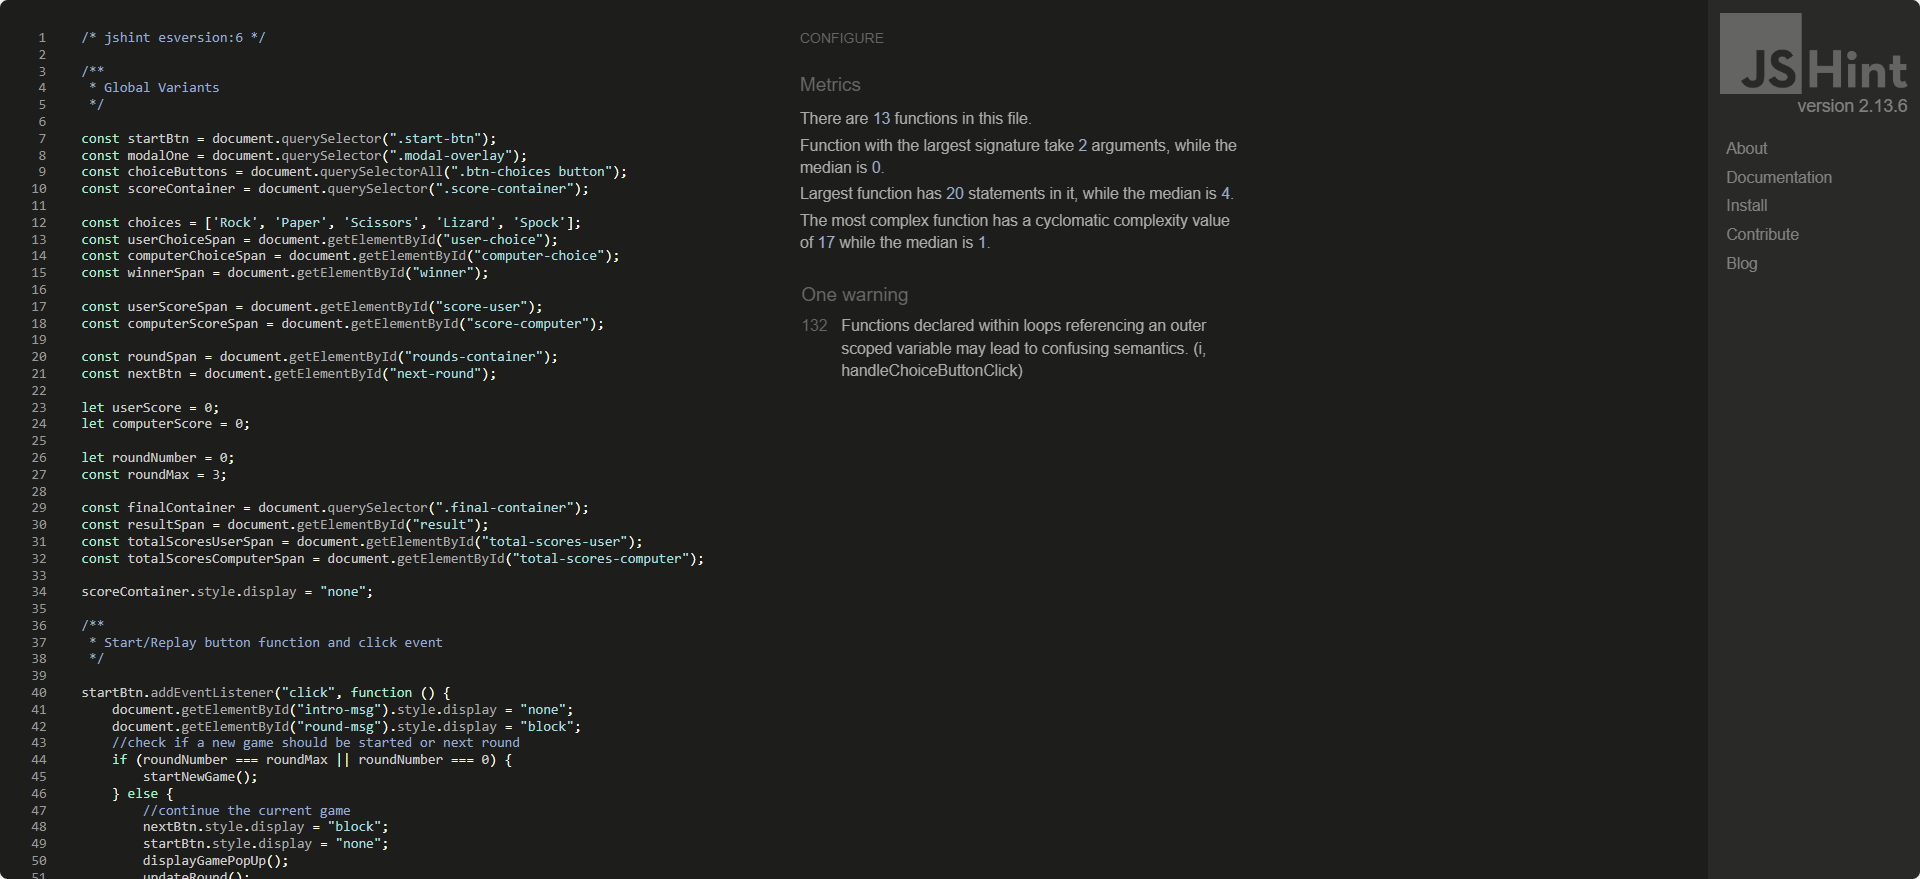 1 /* jshint esversion:6 */
2
3 /**
4 * Global Variants
5 */
6
7 const startBtn = document.querySelector(".start-btn");
8 const modalOne = document.querySelector(".modal-overlay");
9 const choiceButtons = document.querySelectorAll(".btn-choices button");
10 const scoreContainer = document.querySelector(".score-container");
11
12 const choices = ['Rock', 'Paper', 'Scissors', 'Lizard', 'Spock'];
13 const userChoiceSpan = document.getElementById("user-choice");
14 const computerChoiceSpan = document.getElementById("computer-choice");
15 const winnerSpan = document.getElementById("winner");
16
17 const userScoreSpan = document.getElementById("score-user");
18 const computerScoreSpan = document.getElementById("score-computer");
19
20 const roundSpan = document.getElementById("rounds-container");
21 const nextBtn = document.getElementById("next-round");
22
23 let userScore = 0;
24 let computerScore = 0;
25
26 let roundNumber = 0;
27 const roundMax = 3;
28
29 const finalContainer = document.querySelector(".final-container");
30 const resultSpan = document.getElementById("result");
31 const totalScoresUserSpan = document.getElementById("total-scores-user");
32 const totalScoresComputerSpan = document.getElementById("total-scores-computer");
33
34 scoreContainer.style.display = "none";
35
36 /**
37 * Start/Replay button function and click event
38 */
39
40 startBtn.addEventListener("click", function () {
41 document.getElementById("intro-msg").style.display = "none";
42 document.getElementById("round-msg").style.display = "block";
43 //check if a new game should be started or next round
44 if (roundNumber === roundMax || roundNumber === 0) {
45 startNewGame();
46 } else {
47 //continue the current game
48 nextBtn.style.display = "block";
49 startBtn.style.display = "none";
50 displayGamePopUp();
51 updateRound();
CONFIGURE
Metrics
There are 13 functions in this file.
Function with the largest signature take 2 arguments, while the
median is 0.
Largest function has 20 statements in it, while the median is 4.
The most complex function has a cyclomatic complexity value
of 17 while the median is 1.
One warning
132 Functions declared within loops referencing an outer
scoped variable may lead to confusing semantics. (i,
handleChoiceButtonClick)
JSHint
version 2.13.6
About
Documentation
Install
Contribute
Blog